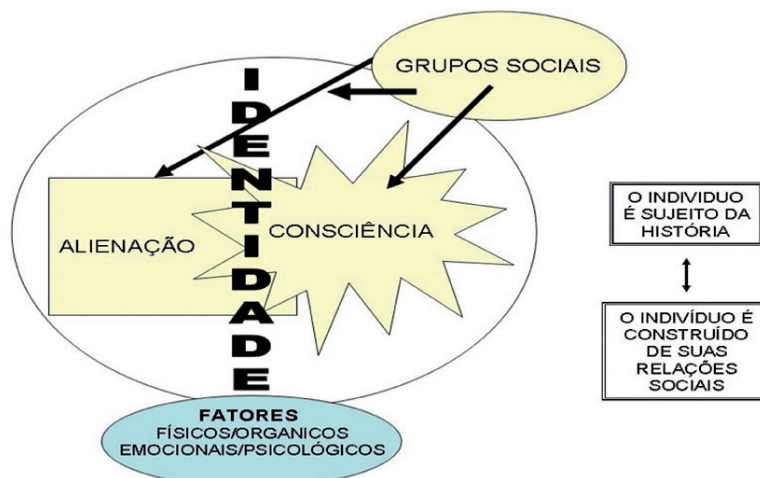 GRUPOS SOCIAIS
IDENTIDADE
ALIENAÇÃO
CONSCIÊNCIA
FATORES
FÍSICOS/ORGANICOS
EMOCIONAIS/PSICOLÓGICOS
O INDIVIDUO
É SUJEITO DA
HISTÓRIA
O INDIVÍDUO É
CONSTRUÍDO
DE SUAS
RELAÇÕES
SOCIAIS